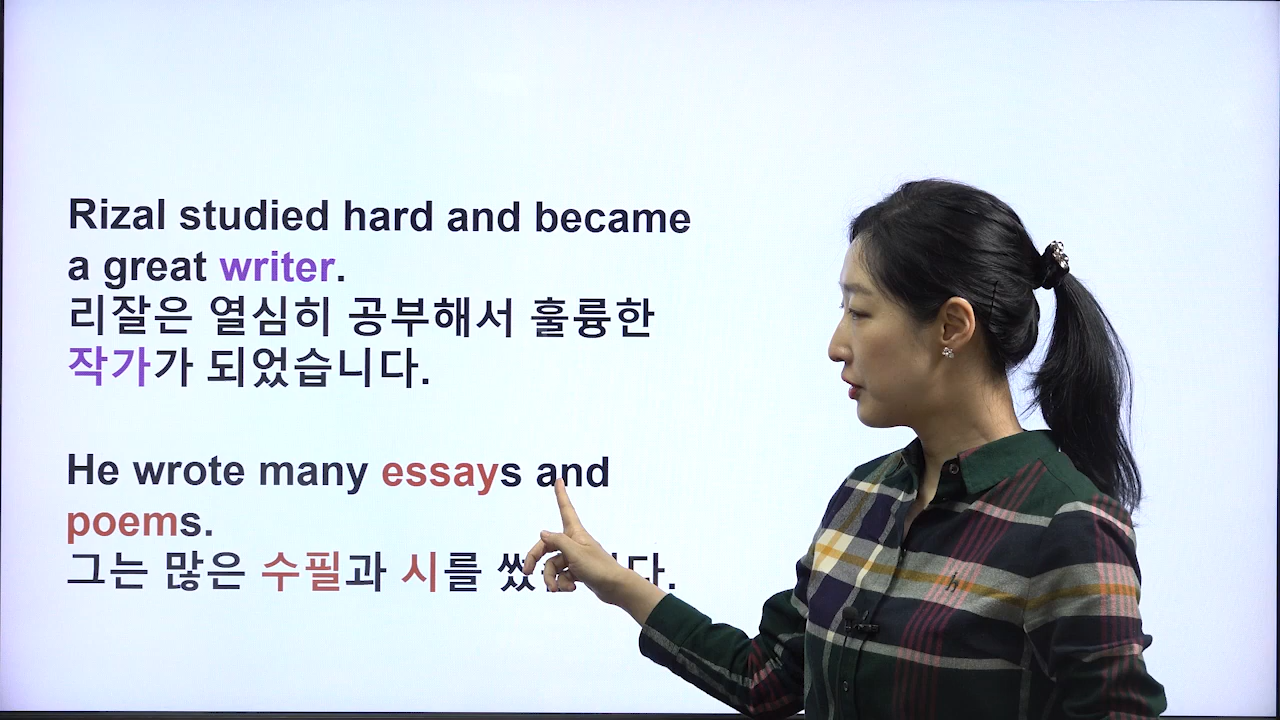 Rizal studied hard and became
a great writer.
리잘은 열심히 공부해서 훌륭한
작가가 되었습니다.
He wrote many essays and
poems.
그는 많은 수필과 시를